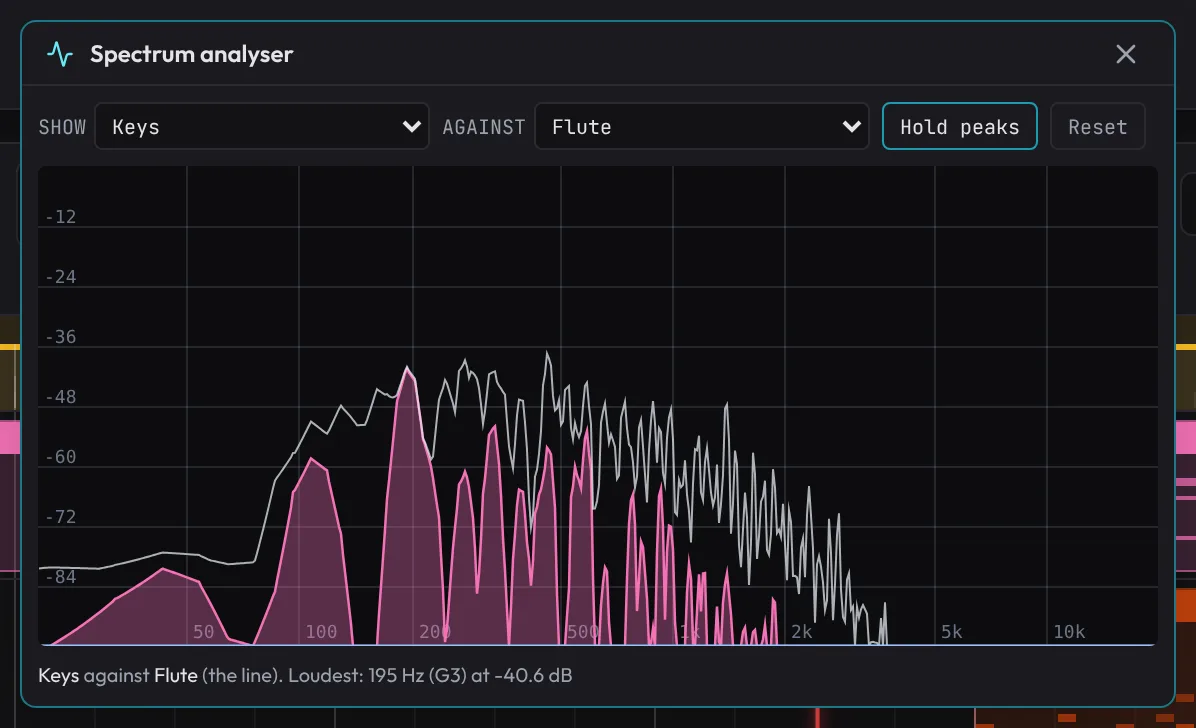 Spectrum analyser
SHOW Keys AGAINST Flute Hold peaks Reset
-12
-24
-36
-48
-60
-72
-84
50 100 200 500 1k 2k 5k 10k
Keys against Flute (the line). Loudest: 195 Hz (G3) at -40.6 dB